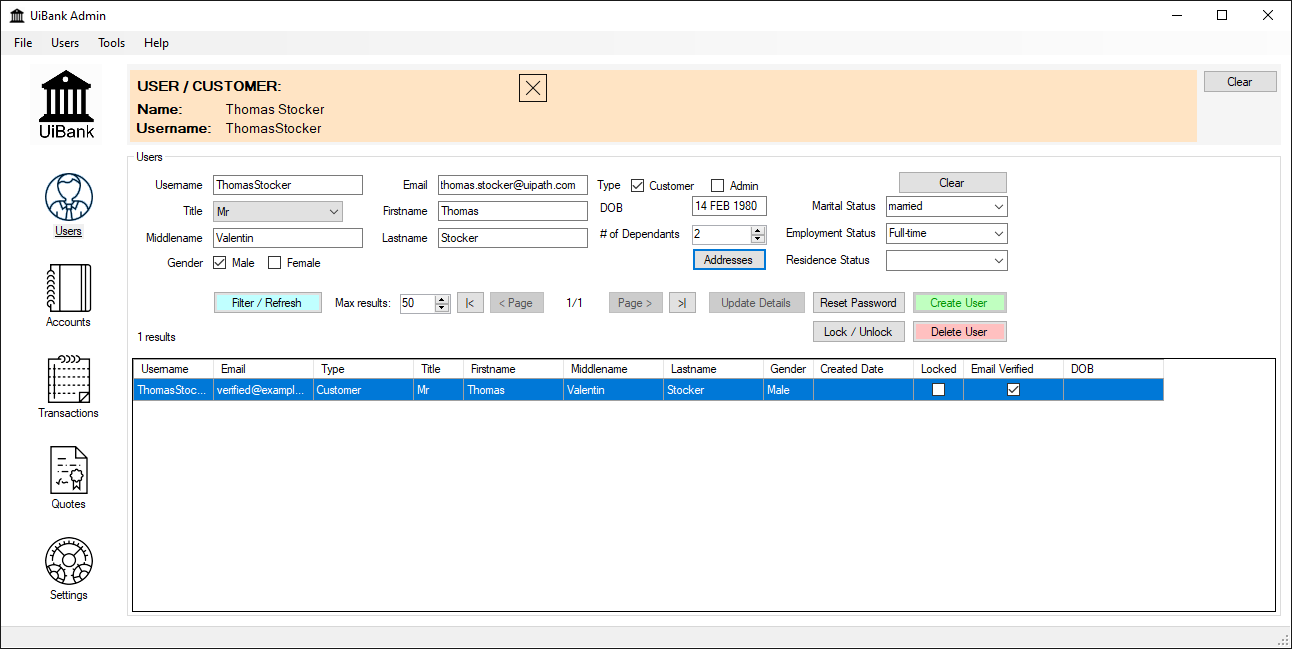 UiBank Admin
File Users Tools Help
UiBank
USER / CUSTOMER:
Name: Thomas Stocker
Username: ThomasStocker
Clear
Users
Accounts
Transactions
Quotes
Settings
Users
Username ThomasStocker Email thomas.stocker@uipath.com Type Customer Admin Clear
Title Mr Firstname Thomas DOB 14 FEB 1980 Marital Status married
Middlename Valentin Lastname Stocker # of Dependants 2 Employment Status Full-time
Gender Male Female Addresses Residence Status
Filter / Refresh Max results: 50 |< < Page 1/1 Page > >| Update Details Reset Password Create User
1 results Lock / Unlock Delete User
Username Email Type Title Firstname Middlename Lastname Gender Created Date Locked Email Verified DOB
ThomasStoc... verified@exampl... Customer Mr Thomas Valentin Stocker Male